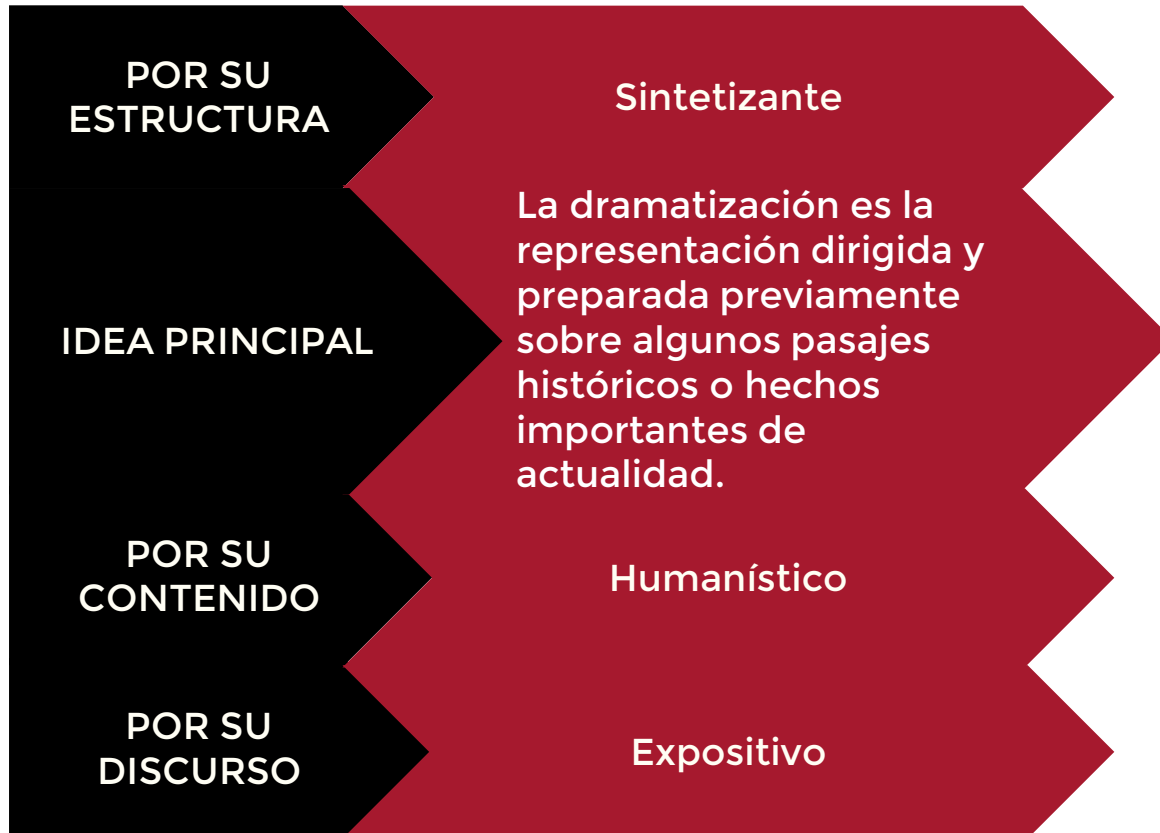 POR SU
ESTRUCTURA
Sintetizante
IDEA PRINCIPAL
La dramatización es la
representación dirigida y
preparada previamente
sobre algunos pasajes
históricos o hechos
importantes de
actualidad.
POR SU
CONTENIDO
Humanístico
POR SU
DISCURSO
Expositivo